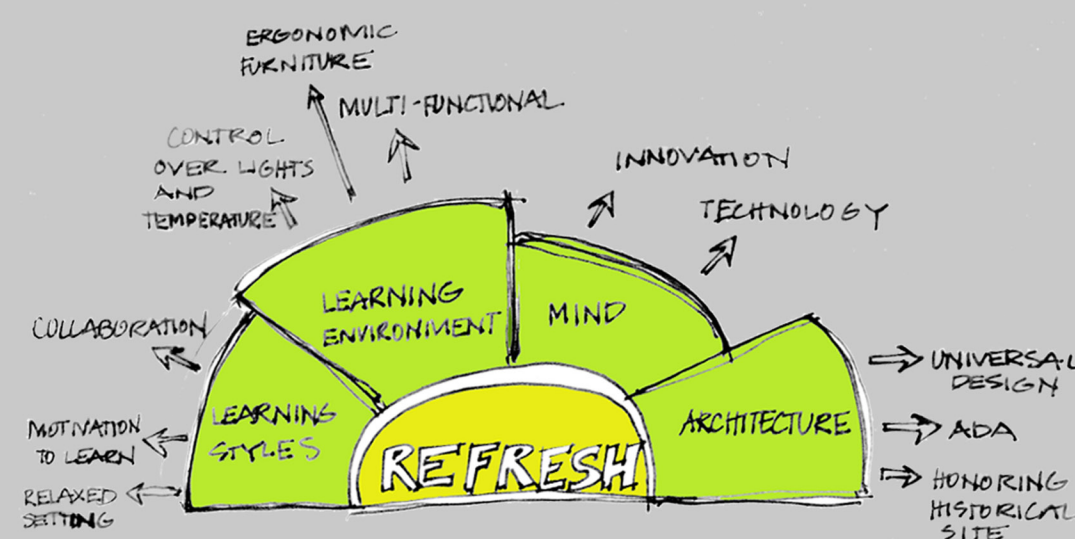 ERGONOMIC
FURNITURE
MULTI-FUNCTIONAL
CONTROL
OVER LIGHTS
AND
TEMPERATURE
INNOVATION
TECHNOLOGY
LEARNING
ENVIRONMENT
MIND
COLLABORATION
MOTIVATION
TO LEARN
RELAXED
SETTING
LEARNING
STYLES
REFRESH
ARCHITECTURE
UNIVERSAL
DESIGN
ADA
HONORING
HISTORICAL
SITE